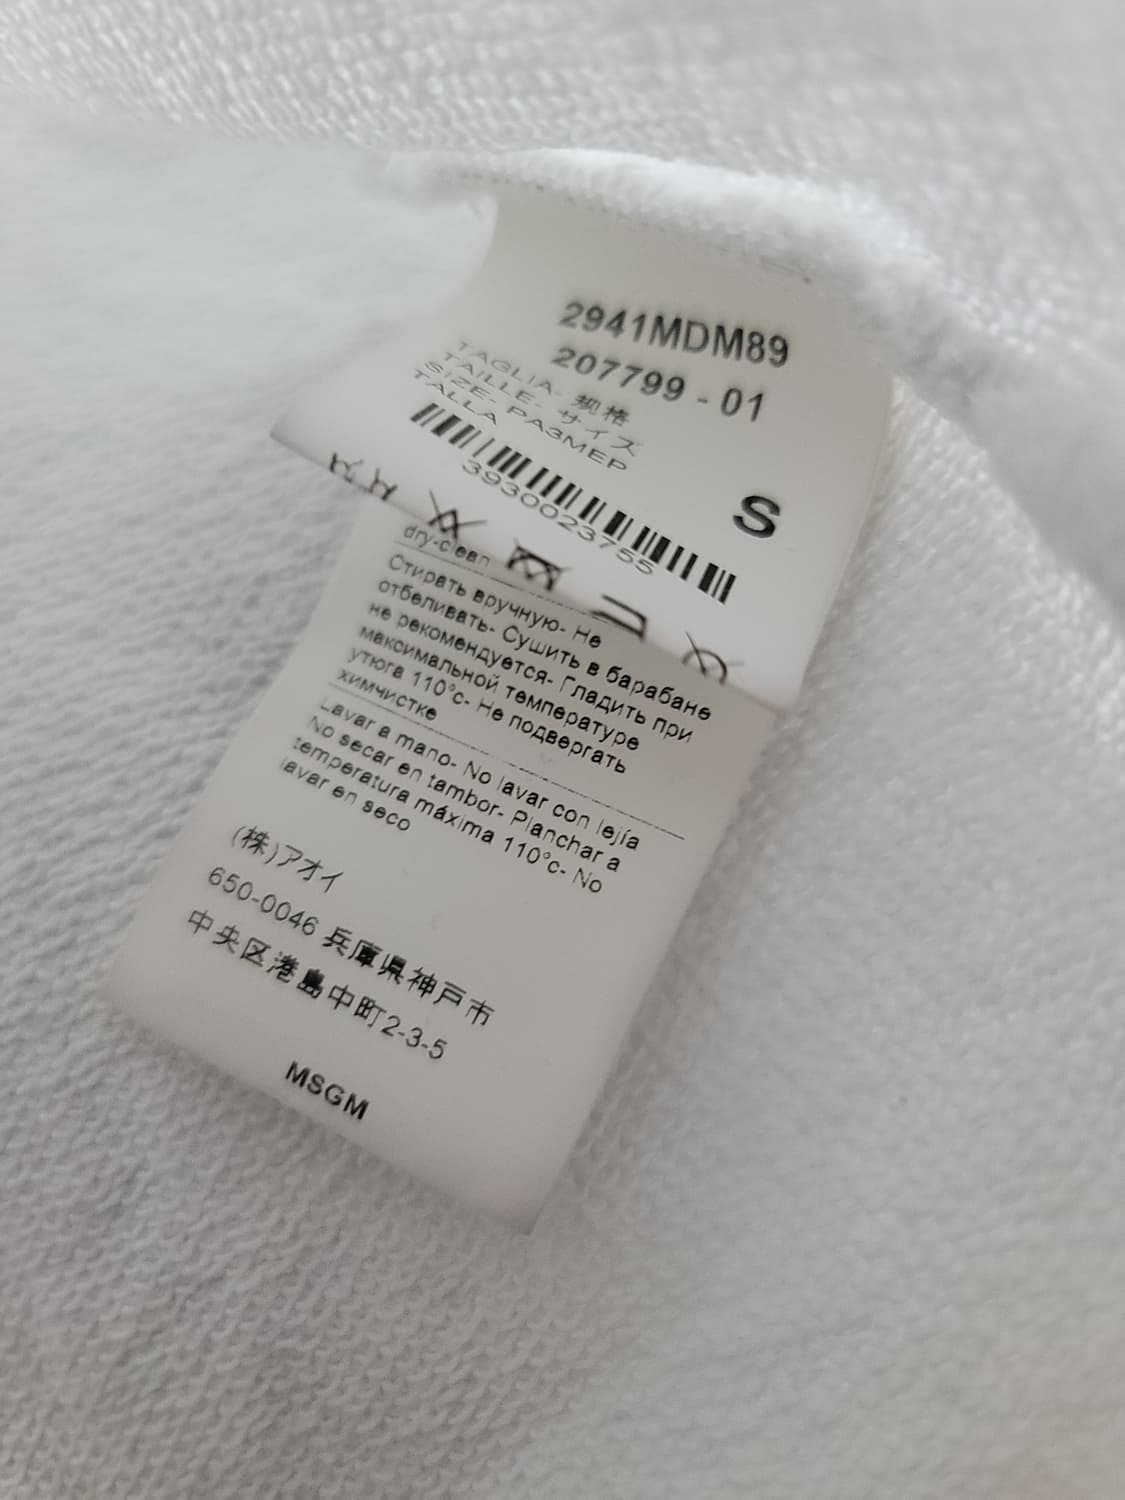 2941MDM89
207799 - 01
TAGLIA- 规格
TAILLE- サイズ
SIZE- РАЗМЕР
TALLA
S
3930023755
dry-clean
Стирать вручную- Не
отбеливать- Сушить в барабане
не рекомендуется- Гладить при
максимальной температуре
утюга 110°c- Не подвергать
химчистке
Lavar a mano- No lavar con lejía
No secar en tambor- Planchar a
temperatura máxima 110°c- No
lavar en seco
(株)アオイ
650-0046 兵庫県神戸市
中央区港島中町2-3-5
MSGM